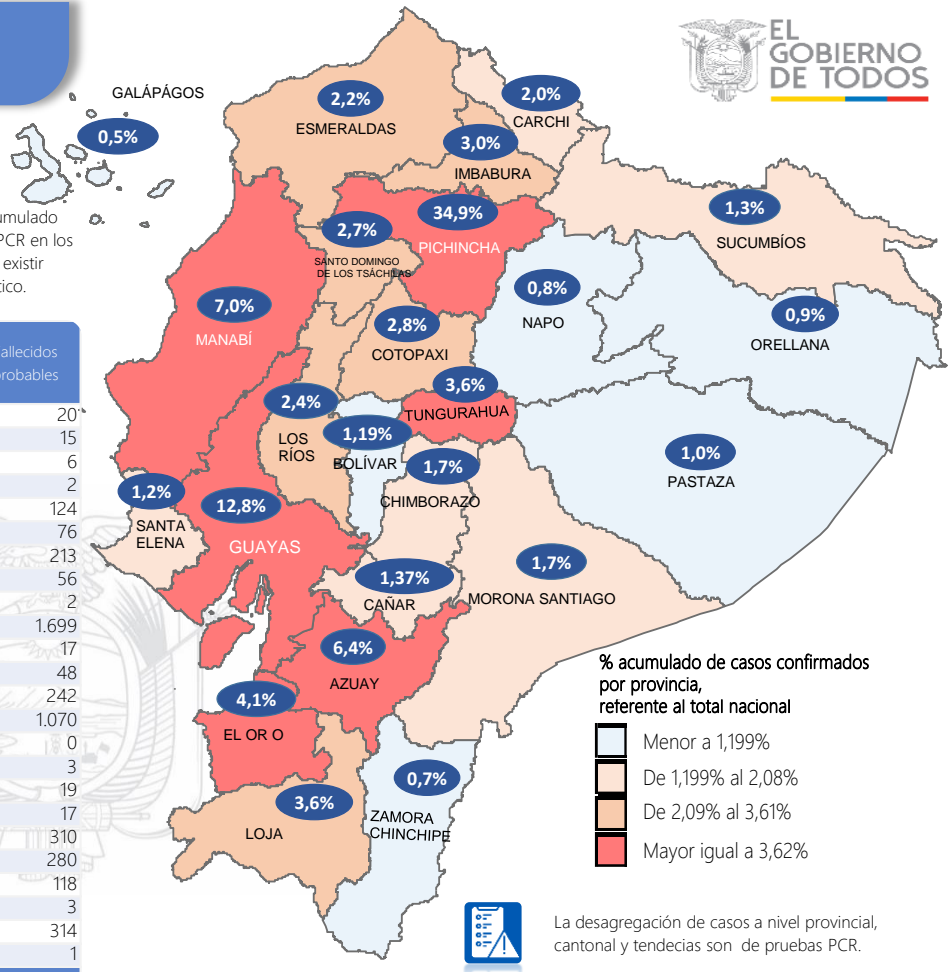 EL
GOBIERNO
DE TODOS
GALÁPÁGOS
0,5%
2,2%
ESMERALDAS
2,0%
CARCHI
3,0%
IMBABURA
1,3%
SUCUMBÍOS
34,9%
PICHINCHA
2,7%
SANTO DOMINGO
DE LOS TSÁCHILAS
PCR en los
existir
7,0%
MANABÍ
0,8%
NAPO
0,9%
ORELLANA
2,8%
COTOPAXI
3,6%
TUNGURAHUA
2,4%
LOS
RÍOS
1,19%
BOLÍVAR
1,7%
CHIMBORAZO
1,0%
PASTAZA
1,2%
SANTA
ELENA
12,8%
GUAYAS
1,37%
CAÑAR
1,7%
MORONA SANTIAGO
6,4%
AZUAY
4,1%
EL OR O
3,6%
LOJA
0,7%
ZAMORA
CHINCHIPE
allecidos
robables
20
15
6
2
124
76
213
56
2
1.699
17
48
242
1.070
0
3
19
17
310
280
118
3
314
1
% acumulado de casos confirmados
por provincia,
referente al total nacional
Menor a 1,199%
De 1,199% al 2,08%
De 2,09% al 3,61%
Mayor igual a 3,62%
La desagregación de casos a nivel provincial,
cantonal y tendecias son de pruebas PCR.